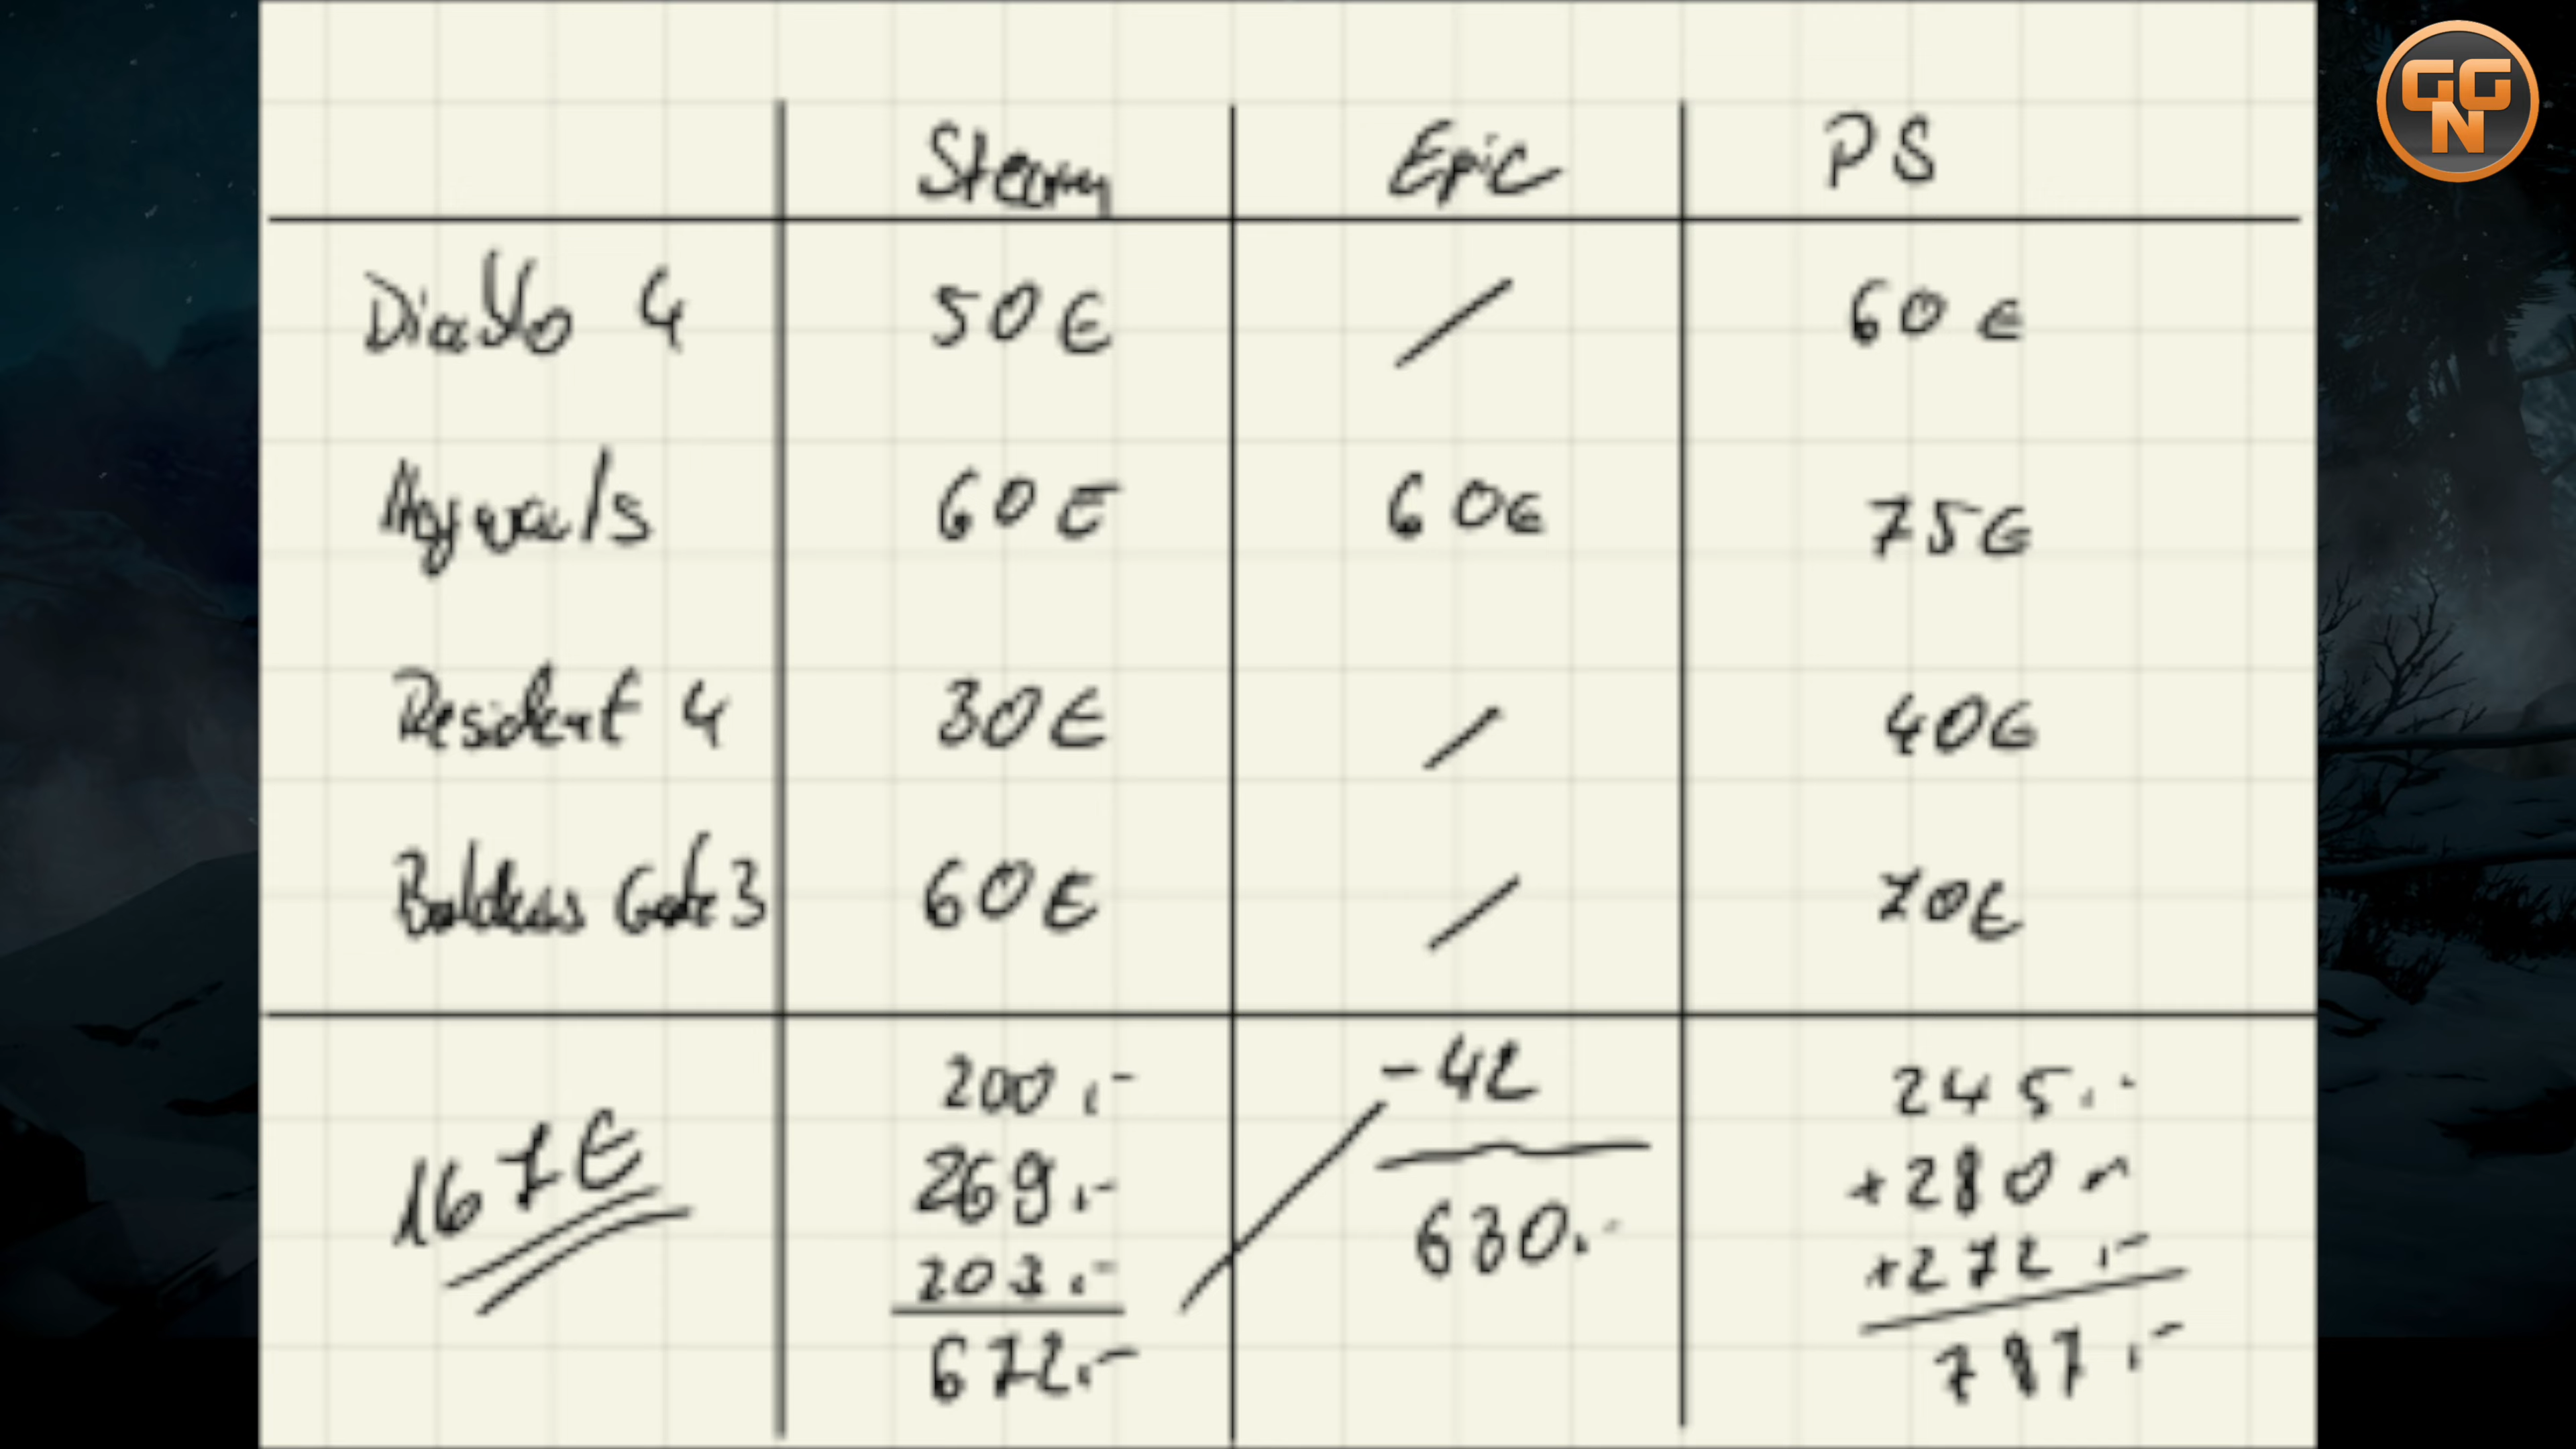 Steam Epic PS
Diablo 4 50€ / 60€
Hogwarts 60€ 60€ 75€
Resident 4 30€ / 40€
Baldurs Gate 3 60€ / 70€
167€
200.-
269.-
203.-
672.-
-42
630.-
245.-
+280.-
+272.-
787.-
GGN